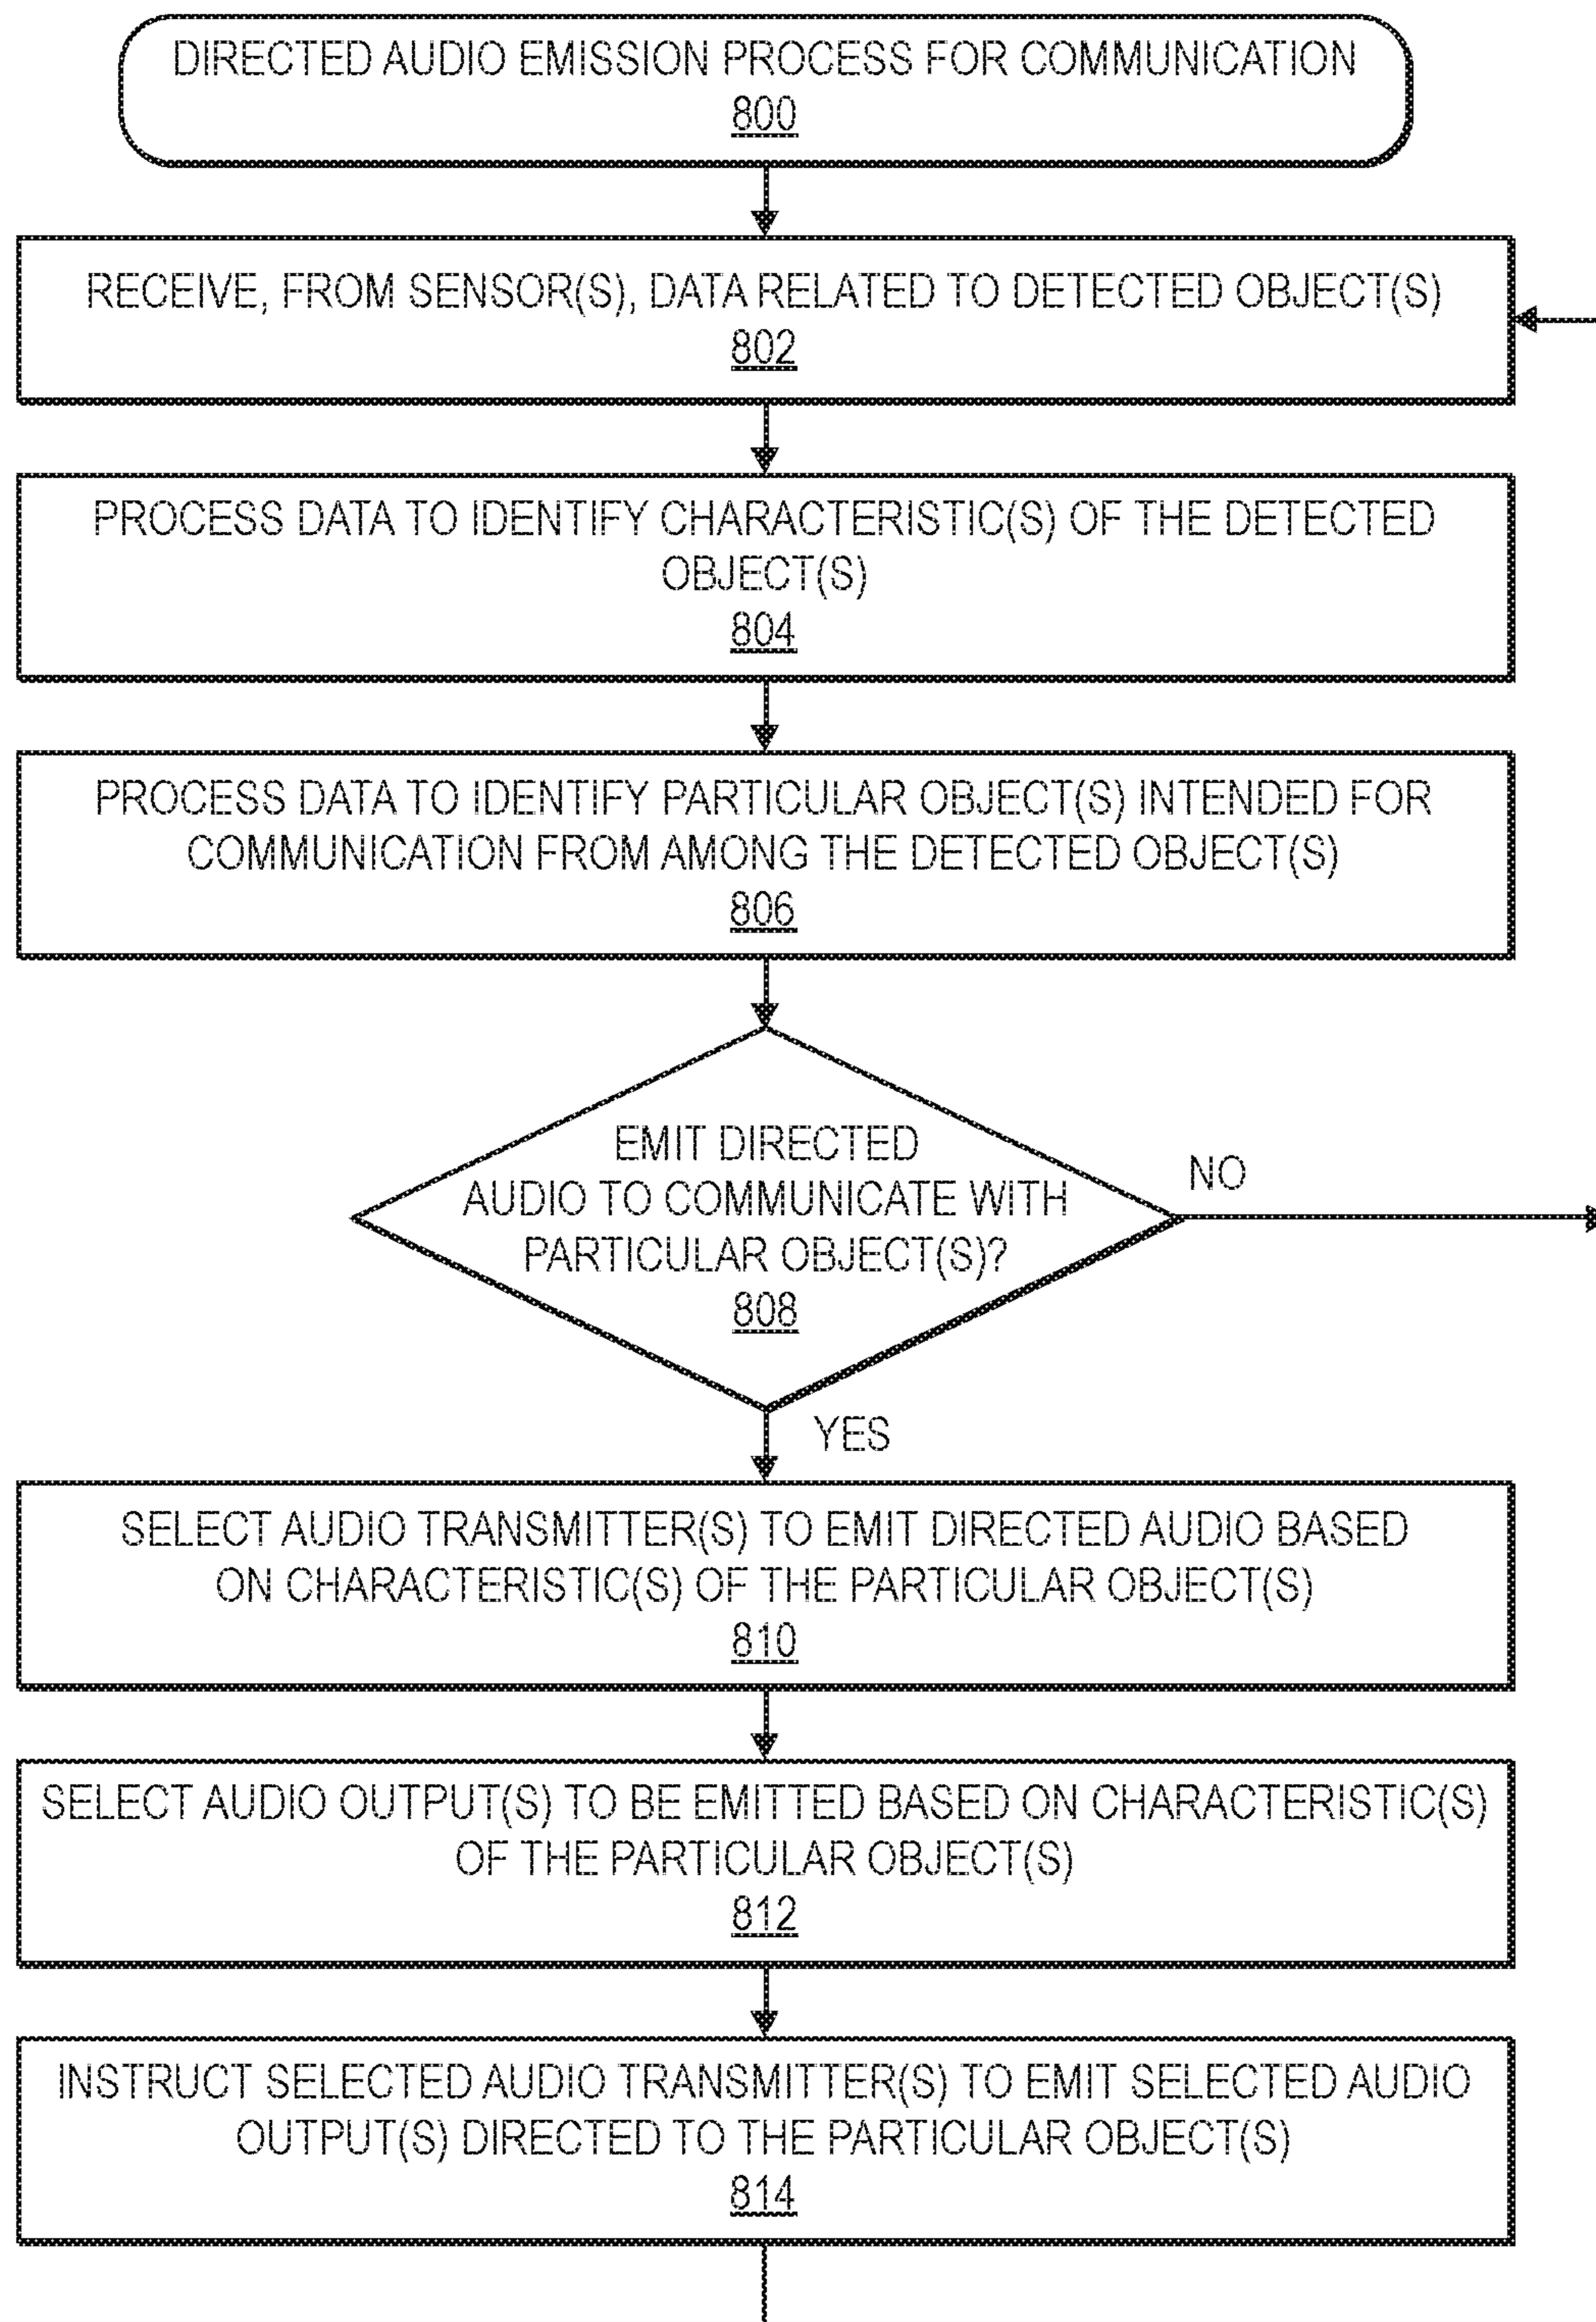 DIRECTED AUDIO EMISSION PROCESS FOR COMMUNICATION
800
RECEIVE, FROM SENSOR(S), DATA RELATED TO DETECTED OBJECT(S)
802
PROCESS DATA TO IDENTIFY CHARACTERISTIC(S) OF THE DETECTED
OBJECT(S)
804
PROCESS DATA TO IDENTIFY PARTICULAR OBJECT(S) INTENDED FOR
COMMUNICATION FROM AMONG THE DETECTED OBJECT(S)
806
EMIT DIRECTED
AUDIO TO COMMUNICATE WITH
PARTICULAR OBJECT(S)?
808
NO
YES
SELECT AUDIO TRANSMITTER(S) TO EMIT DIRECTED AUDIO BASED
ON CHARACTERISTIC(S) OF THE PARTICULAR OBJECT(S)
810
SELECT AUDIO OUTPUT(S) TO BE EMITTED BASED ON CHARACTERISTIC(S)
OF THE PARTICULAR OBJECT(S)
812
INSTRUCT SELECTED AUDIO TRANSMITTER(S) TO EMIT SELECTED AUDIO
OUTPUT(S) DIRECTED TO THE PARTICULAR OBJECT(S)
814